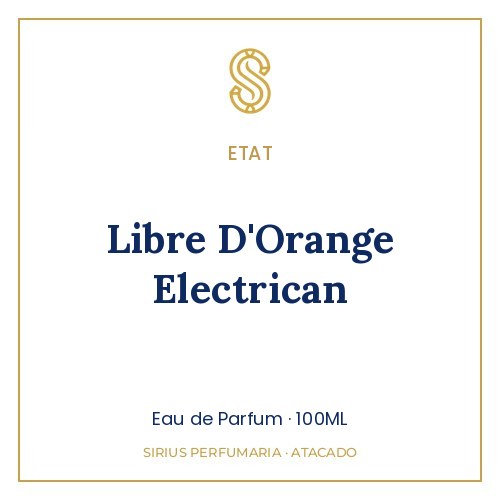 ETAT
Libre D'Orange
Electrican
Eau de Parfum · 100ML
SIRIUS PERFUMARIA · ATACADO